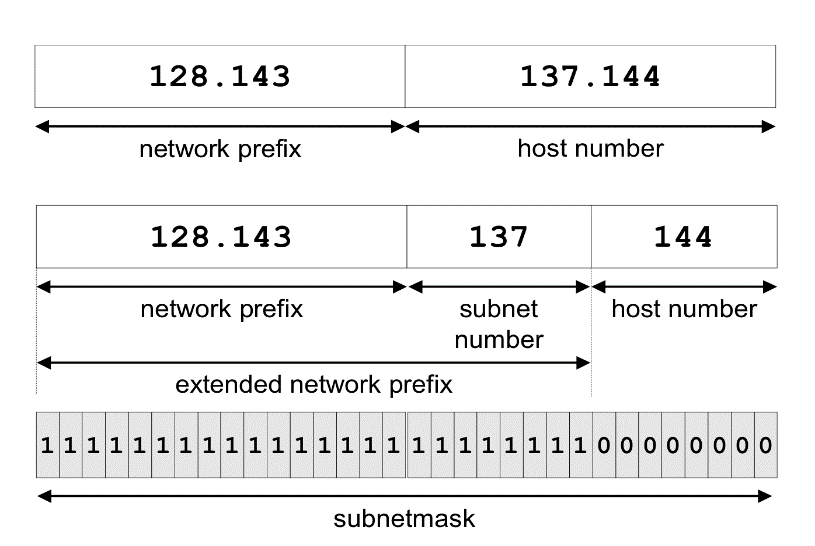 128.143 137.144
network prefix host number
128.143 137 144
network prefix subnet number host number
extended network prefix
1 1 1 1 1 1 1 1 1 1 1 1 1 1 1 1 1 1 1 1 1 1 1 1 0 0 0 0 0 0 0 0
subnetmask